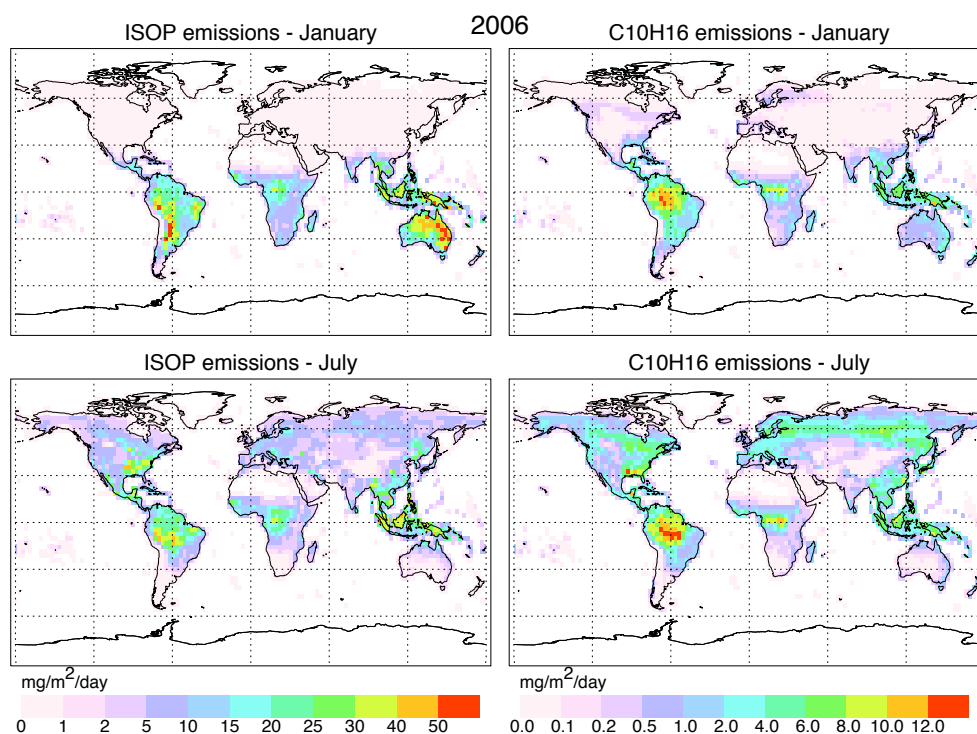 2006
ISOP emissions - January
C10H16 emissions - January
ISOP emissions - July
C10H16 emissions - July
mg/m²/day
0 1 2 5 10 15 20 25 30 40 50
mg/m²/day
0.0 0.1 0.2 0.5 1.0 2.0 4.0 6.0 8.0 10.0 12.0